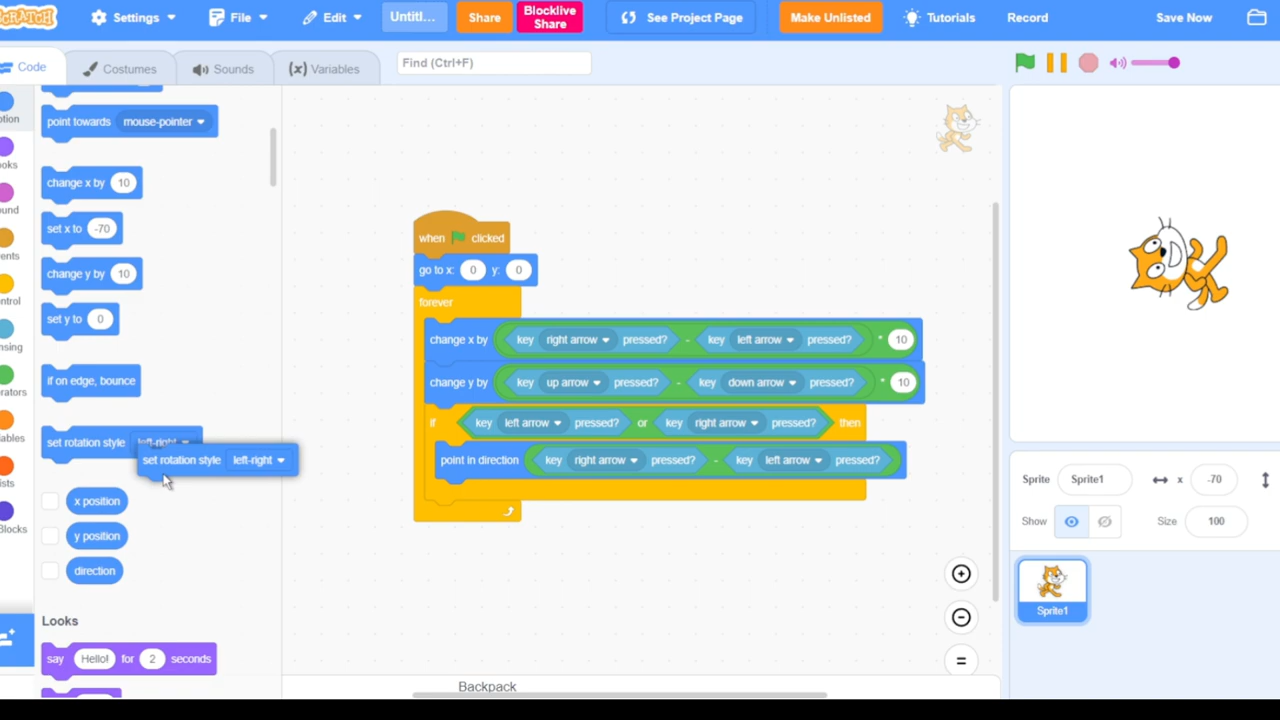 SCRATCH Settings File Edit Untitl... Share Blocklive Share See Project Page Make Unlisted Tutorials Record Save Now
Code Costumes Sounds (x) Variables Find (Ctrl+F)
point towards mouse-pointer
change x by 10
set x to -70
change y by 10
set y to 0
if on edge, bounce
set rotation style left-right
set rotation style left-right
x position
y position
direction
Looks
say Hello! for 2 seconds
when clicked
go to x: 0 y: 0
forever
change x by key right arrow pressed? - key left arrow pressed? * 10
change y by key up arrow pressed? - key down arrow pressed? * 10
if key left arrow pressed? or key right arrow pressed? then
point in direction key right arrow pressed? - key left arrow pressed?
Backpack
Sprite Sprite1 x -70
Show Size 100
Sprite1